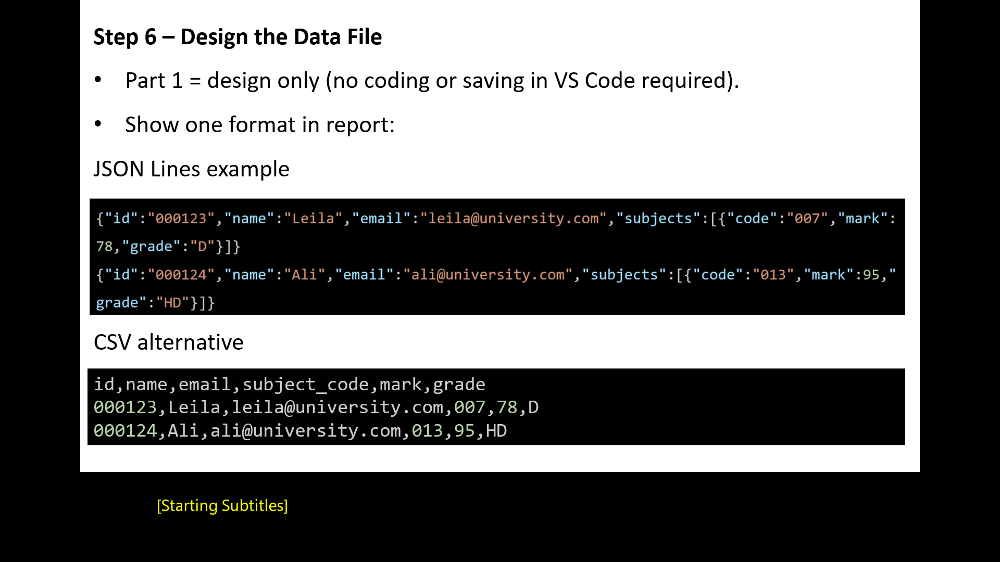 Step 6 – Design the Data File
• Part 1 = design only (no coding or saving in VS Code required).
• Show one format in report:
JSON Lines example
{"id":"000123","name":"Leila","email":"leila@university.com","subjects":[{"code":"007","mark":
78,"grade":"D"}]}
{"id":"000124","name":"Ali","email":"ali@university.com","subjects":[{"code":"013","mark":95,"
grade":"HD"}]}
CSV alternative
id,name,email,subject_code,mark,grade
000123,Leila,leila@university.com,007,78,D
000124,Ali,ali@university.com,013,95,HD
[Starting Subtitles]